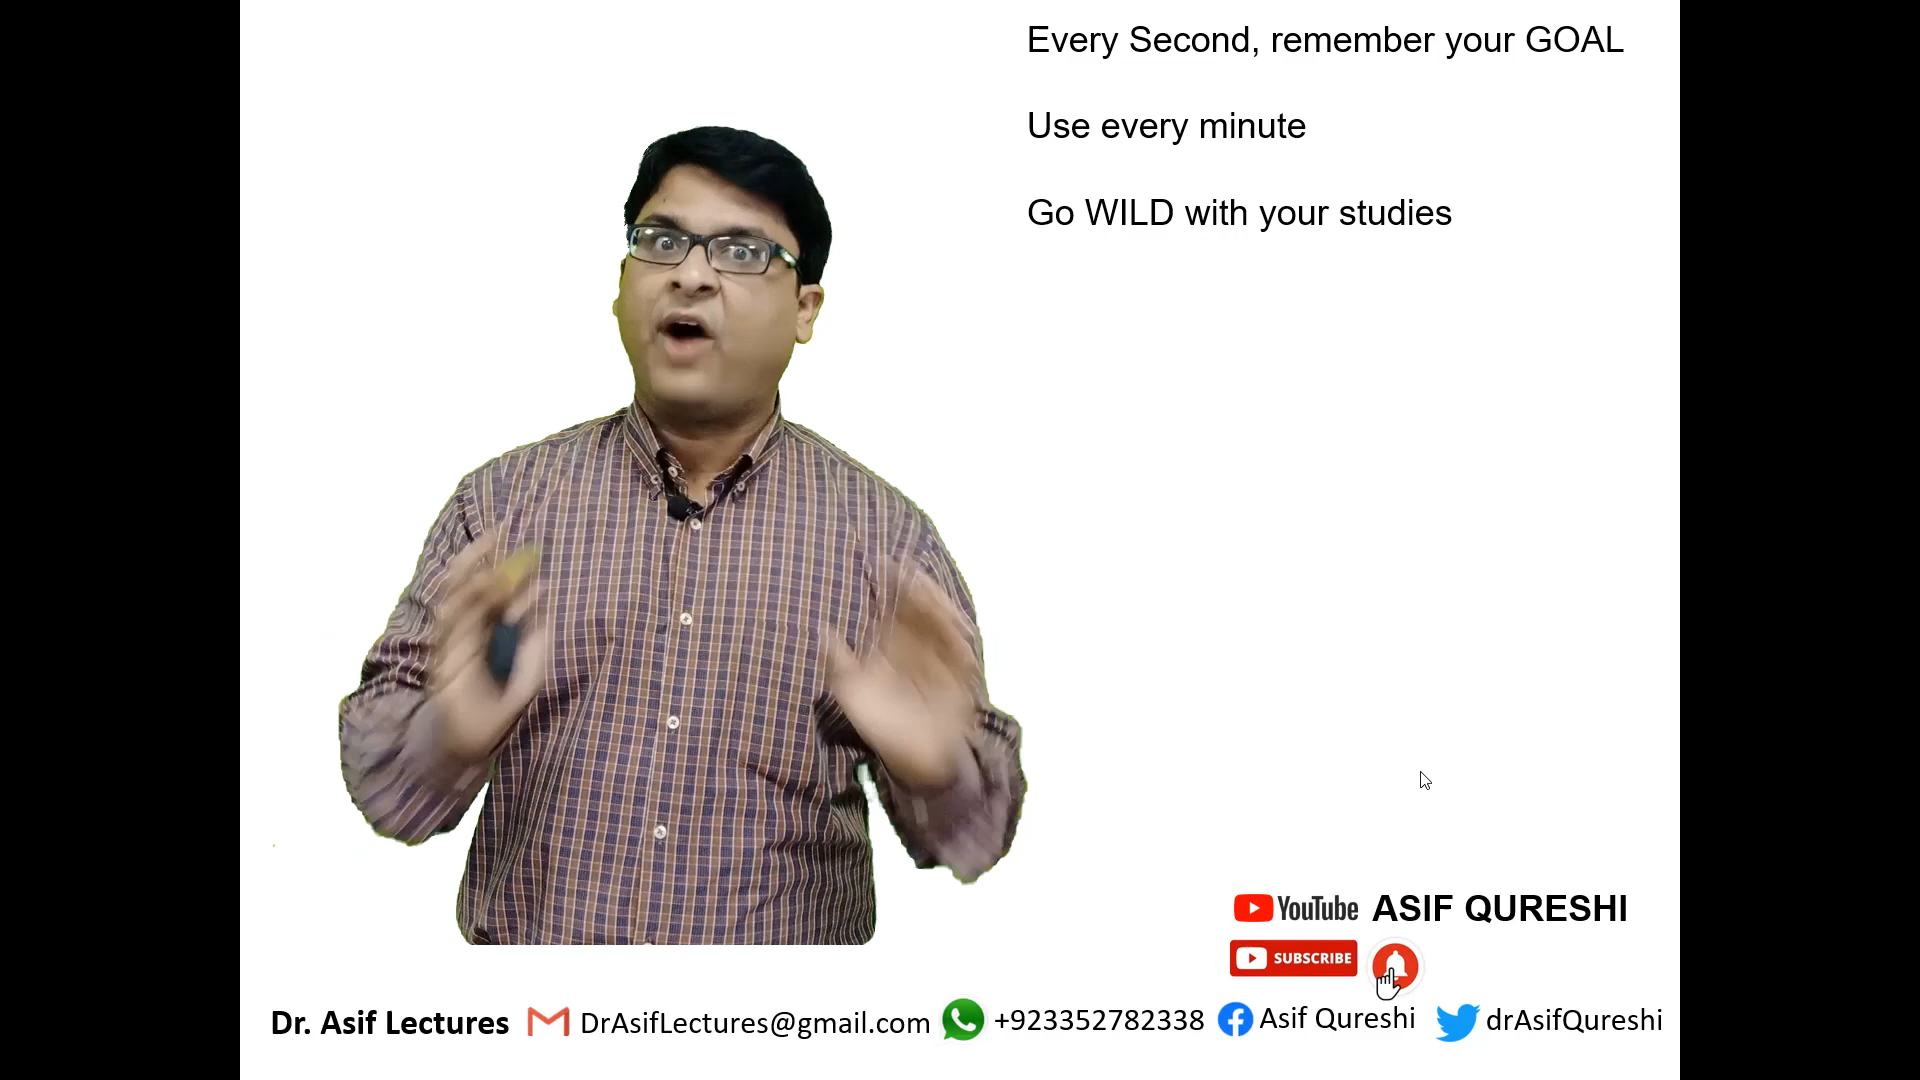 Every Second, remember your GOAL
Use every minute
Go WILD with your studies
YouTube ASIF QURESHI
SUBSCRIBE
Dr. Asif Lectures DrAsifLectures@gmail.com +923352782338 Asif Qureshi drAsifQureshi